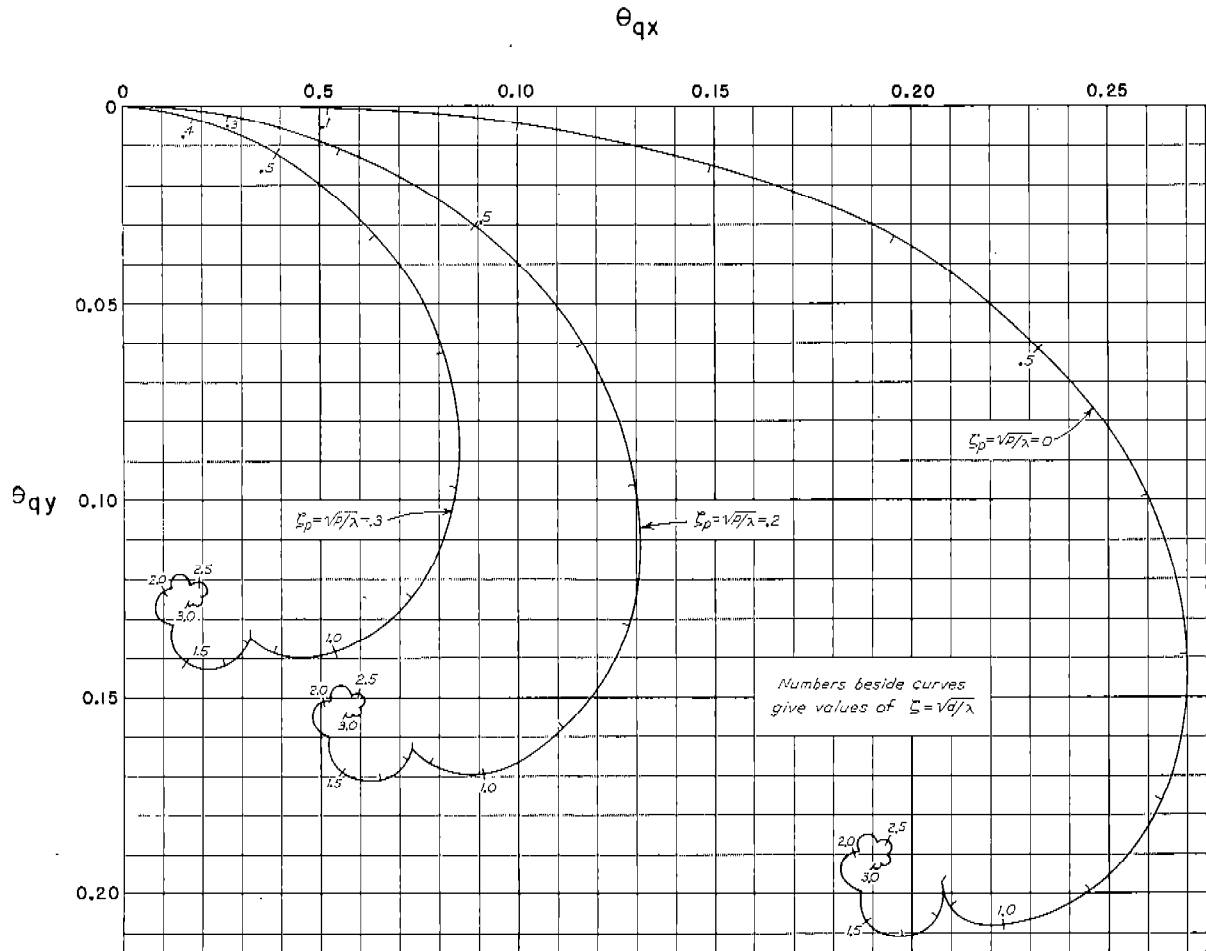 θqx
0 0.5 0.10 0.15 0.20 0.25
0
.4 .3 .1
.5
.5
0.05
.5
ζp=√p/λ=0
θqy
0.10
ζp=√p/λ=.3
ζp=√p/λ=.2
2.0 2.5
3.0
1.5
1.0
0.15
2.0 2.5
3.0
1.5
1.0
Numbers beside curves
give values of ζ=√d/λ
2.0 2.5
3.0
0.20
1.5
1.0